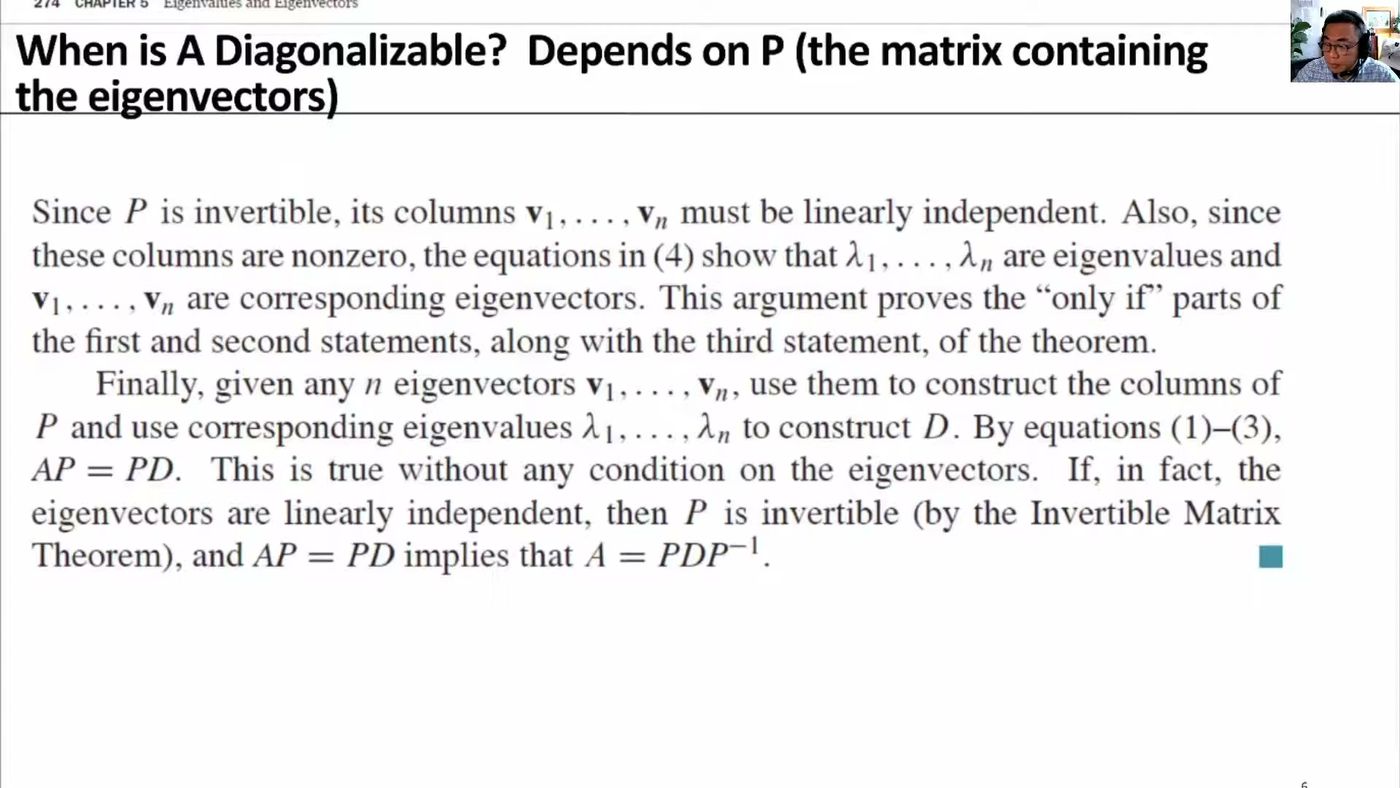 274 CHAPTER 5 Eigenvalues and Eigenvectors
When is A Diagonalizable? Depends on P (the matrix containing
the eigenvectors)
Since P is invertible, its columns v₁, . . . , vₙ must be linearly independent. Also, since
these columns are nonzero, the equations in (4) show that λ₁, . . . , λₙ are eigenvalues and
v₁, . . . , vₙ are corresponding eigenvectors. This argument proves the “only if” parts of
the first and second statements, along with the third statement, of the theorem.
Finally, given any n eigenvectors v₁, . . . , vₙ, use them to construct the columns of
P and use corresponding eigenvalues λ₁, . . . , λₙ to construct D. By equations (1)–(3),
AP = PD. This is true without any condition on the eigenvectors. If, in fact, the
eigenvectors are linearly independent, then P is invertible (by the Invertible Matrix
Theorem), and AP = PD implies that A = PDP⁻¹.
6